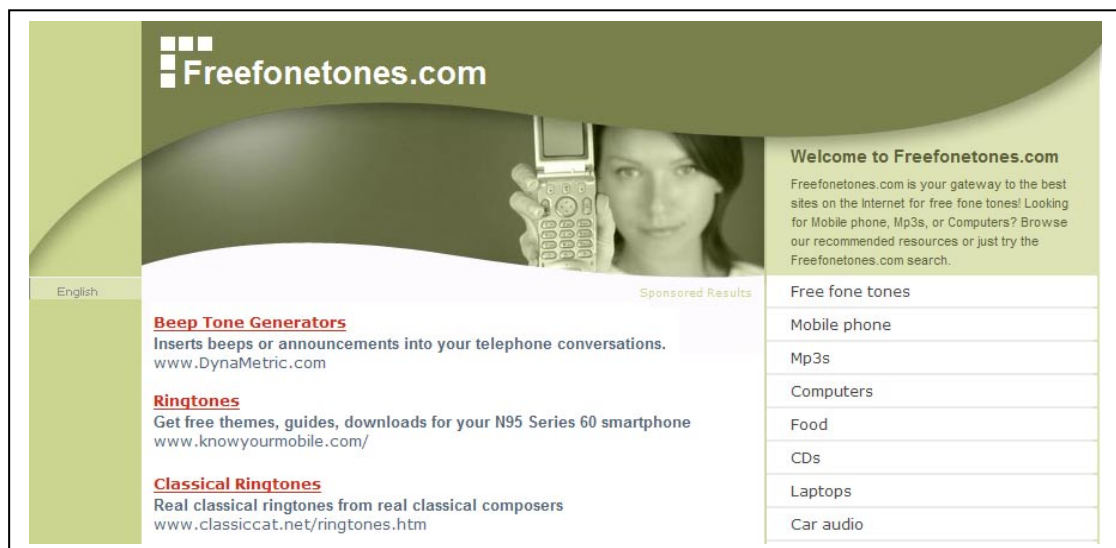 Freefonetones.com
Welcome to Freefonetones.com
Freefonetones.com is your gateway to the best
sites on the Internet for free fone tones! Looking
for Mobile phone, Mp3s, or Computers? Browse
our recommended resources or just try the
Freefonetones.com search.
English
Sponsored Results
Beep Tone Generators
Inserts beeps or announcements into your telephone conversations.
www.DynaMetric.com
Ringtones
Get free themes, guides, downloads for your N95 Series 60 smartphone
www.knowyourmobile.com/
Classical Ringtones
Real classical ringtones from real classical composers
www.classiccat.net/ringtones.htm
Free fone tones
Mobile phone
Mp3s
Computers
Food
CDs
Laptops
Car audio